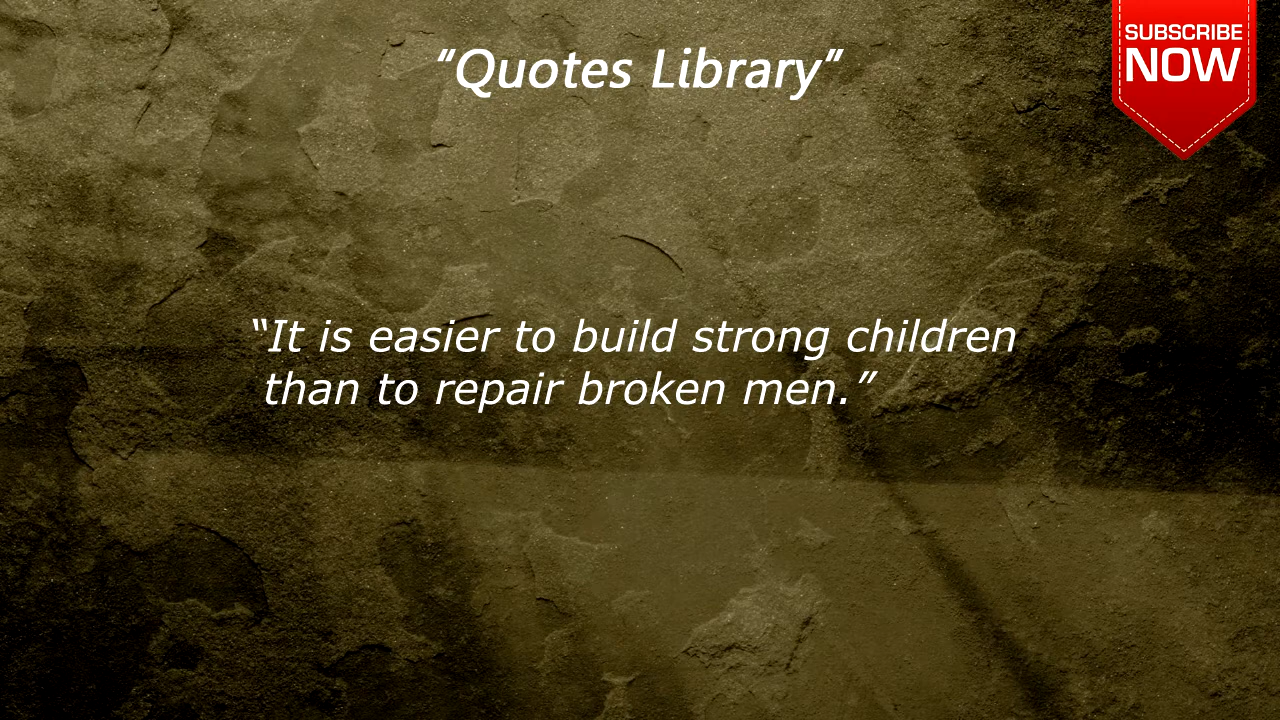 “Quotes Library”
SUBSCRIBE
NOW
“It is easier to build strong children
than to repair broken men.”